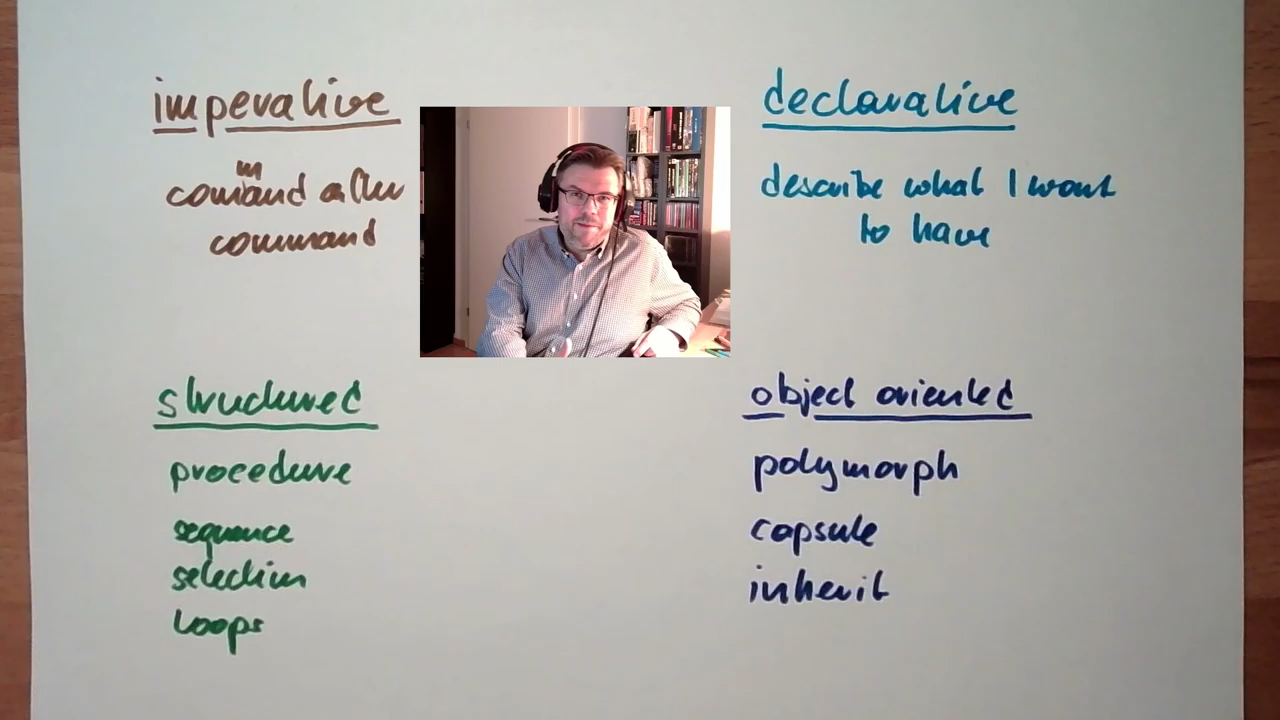 imperative
m
comand after
command
declarative
describe what I want
to have
structured
procedure
sequence
selection
loops
object oriented
polymorph
capsule
inherit